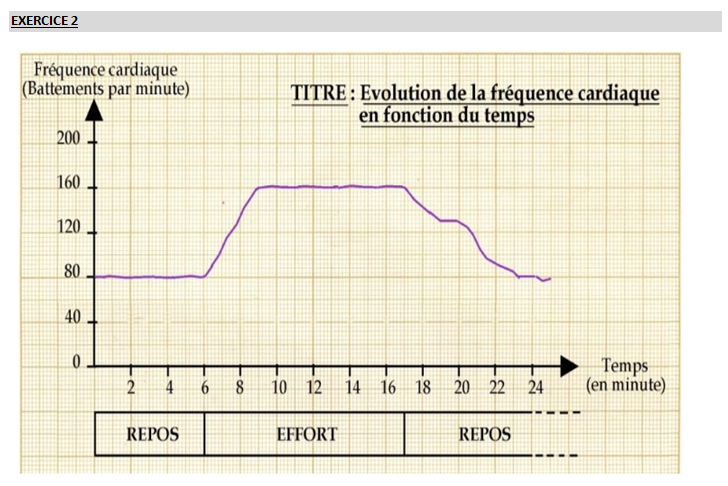 EXERCICE 2
Fréquence cardiaque
(Battements par minute)
TITRE : Evolution de la fréquence cardiaque
en fonction du temps
200
160
120
80
40
0
2 4 6 8 10 12 14 16 18 20 22 24
Temps
(en minute)
REPOS EFFORT REPOS